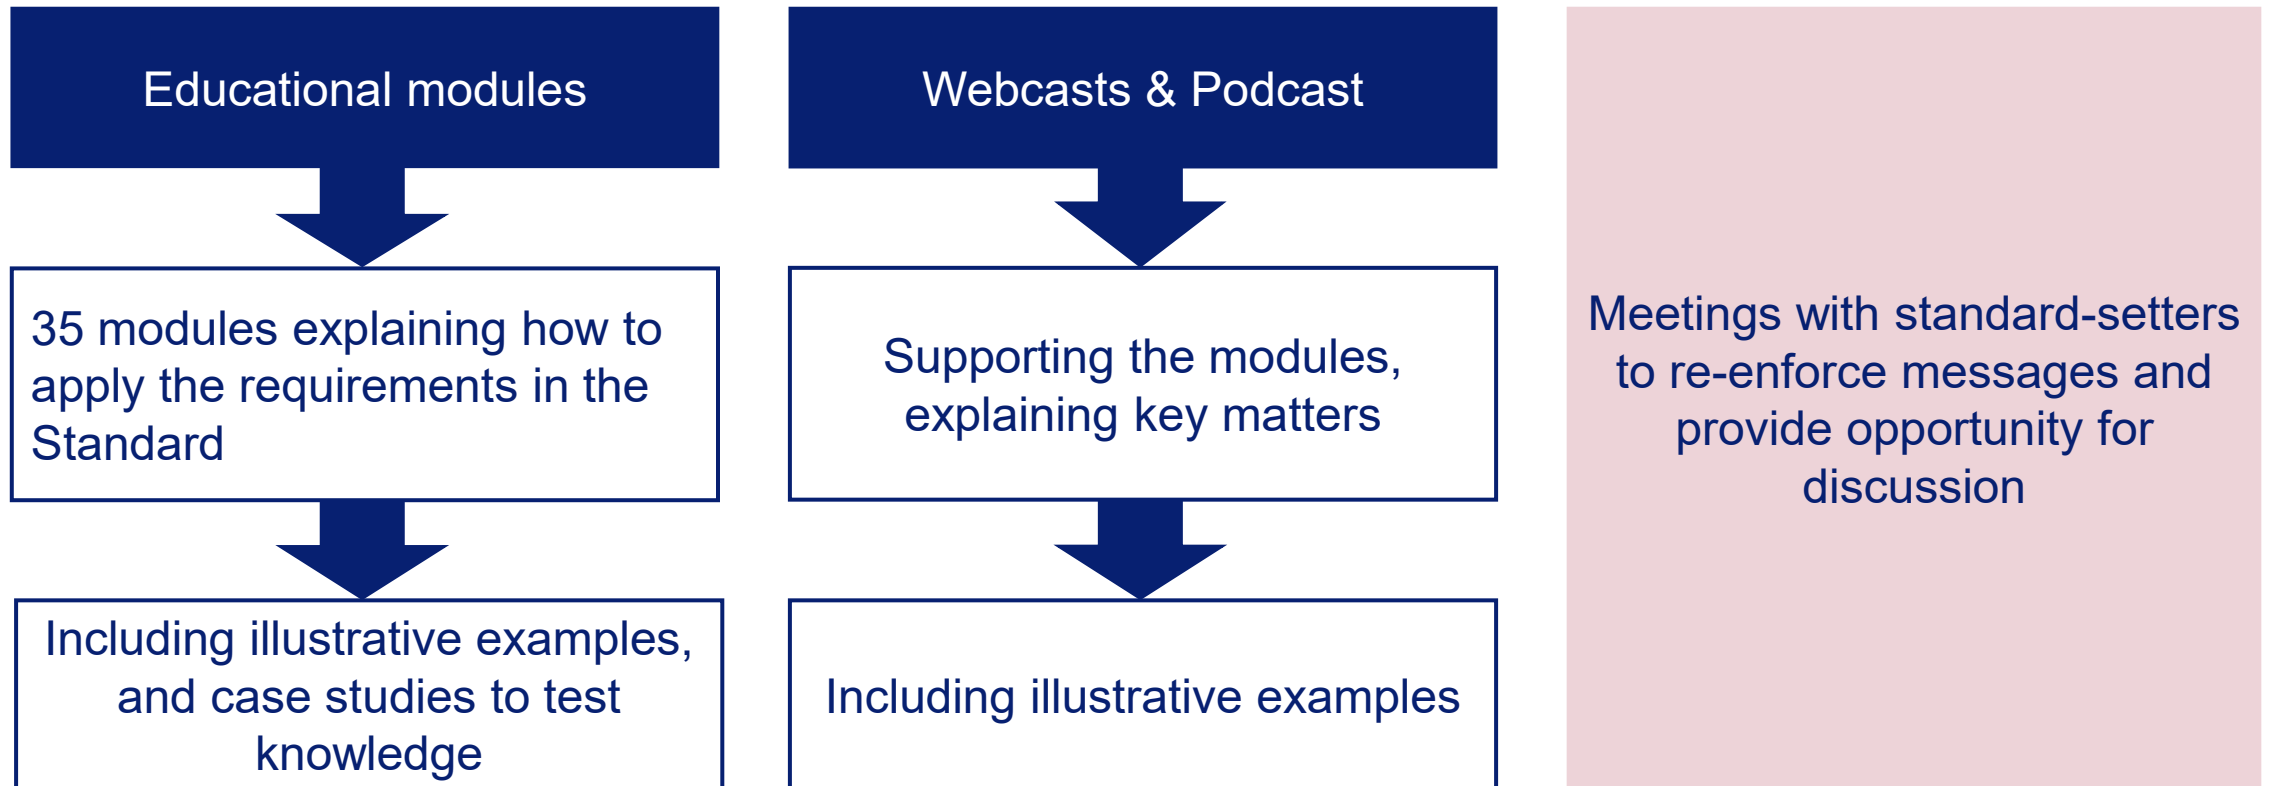 Educational modules
35 modules explaining how to
apply the requirements in the
Standard
Including illustrative examples,
and case studies to test
knowledge
Webcasts & Podcast
Supporting the modules,
explaining key matters
Including illustrative examples
Meetings with standard-setters
to re-enforce messages and
provide opportunity for
discussion